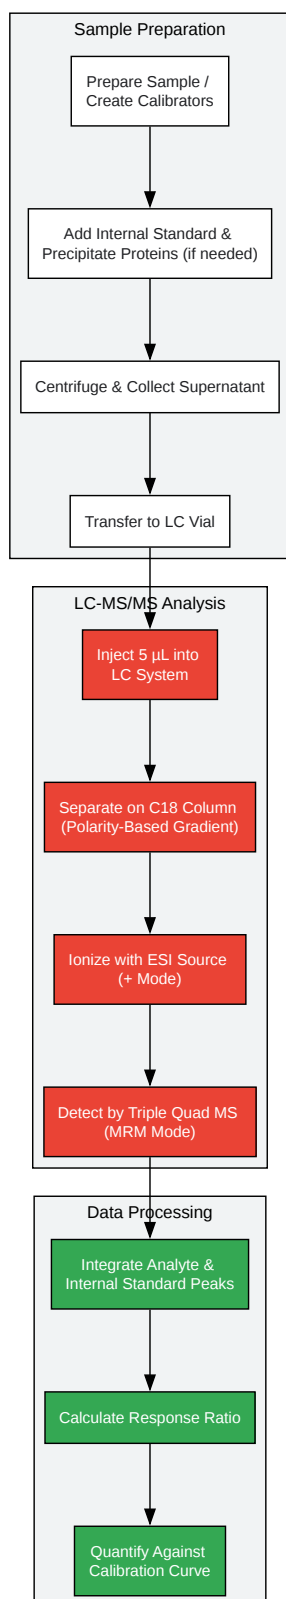 Sample Preparation
Prepare Sample /
Create Calibrators
Add Internal Standard &
Precipitate Proteins (if needed)
Centrifuge & Collect Supernatant
Transfer to LC Vial
LC-MS/MS Analysis
Inject 5 µL into
LC System
Separate on C18 Column
(Polarity-Based Gradient)
Ionize with ESI Source
(+ Mode)
Detect by Triple Quad MS
(MRM Mode)
Data Processing
Integrate Analyte &
Internal Standard Peaks
Calculate Response Ratio
Quantify Against
Calibration Curve